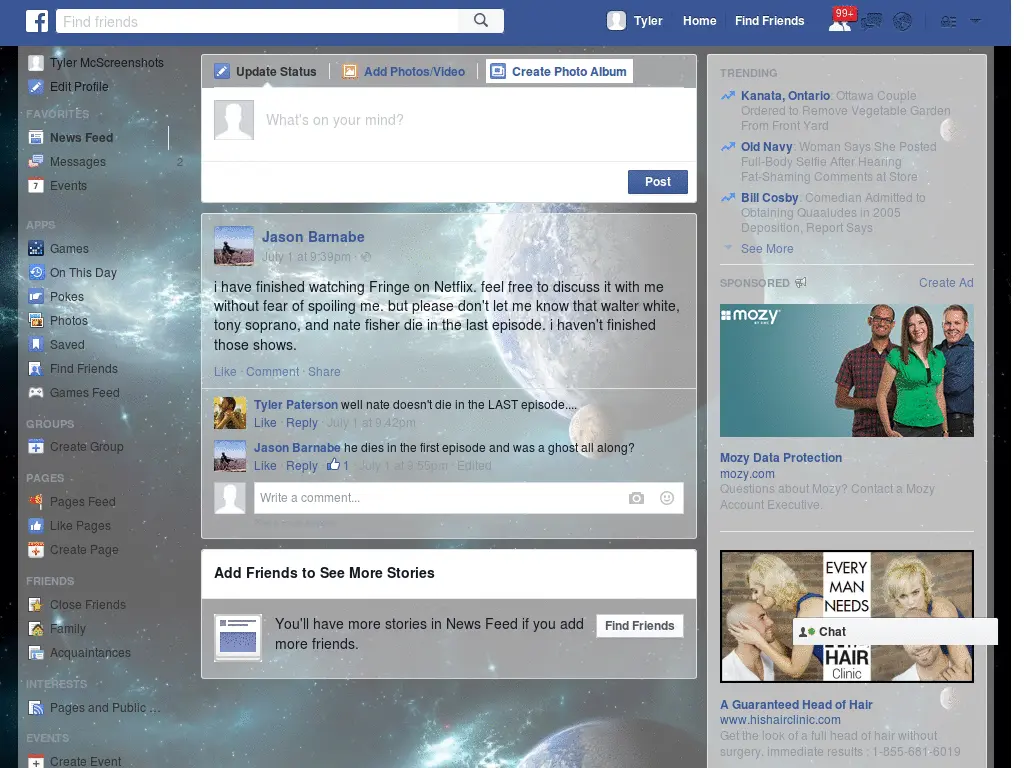 Find friends
Tyler
Home
Find Friends
99+
Tyler McScreenshots
Edit Profile
FAVORITES
News Feed
Messages 2
Events
APPS
Games
On This Day
Pokes
Photos
Saved
Find Friends
Games Feed
GROUPS
Create Group
PAGES
Pages Feed
Like Pages
Create Page
FRIENDS
Close Friends
Family
Acquaintances
INTERESTS
Pages and Public ...
EVENTS
Create Event
Update Status
Add Photos/Video
Create Photo Album
What's on your mind?
Post
Jason Barnabe
July 1 at 9:39pm ·
i have finished watching Fringe on Netflix. feel free to discuss it with me
without fear of spoiling me. but please don't let me know that walter white,
tony soprano, and nate fisher die in the last episode. i haven't finished
those shows.
Like · Comment · Share
Tyler Paterson well nate doesn't die in the LAST episode....
Like · Reply · July 1 at 9:42pm ·
Jason Barnabe he dies in the first episode and was a ghost all along?
Like · Reply · 1 · July 1 at 9:55pm · Edited
Write a comment...
Add Friends to See More Stories
You'll have more stories in News Feed if you add
more friends.
Find Friends
TRENDING
Kanata, Ontario: Ottawa Couple
Ordered to Remove Vegetable Garden
From Front Yard
Old Navy: Woman Says She Posted
Full-Body Selfie After Hearing
Fat-Shaming Comments at Store
Bill Cosby: Comedian Admitted to
Obtaining Quaaludes in 2005
Deposition, Report Says
See More
SPONSORED
Create Ad
mozy
BY EMC
Mozy Data Protection
mozy.com
Questions about Mozy? Contact a Mozy
Account Executive.
EVERY
MAN
NEEDS
Chat
HAIR
Clinic
A Guaranteed Head of Hair
www.hishairclinic.com
Get the look of a full head of hair without
surgery, immediate results : 1-855-681-6019